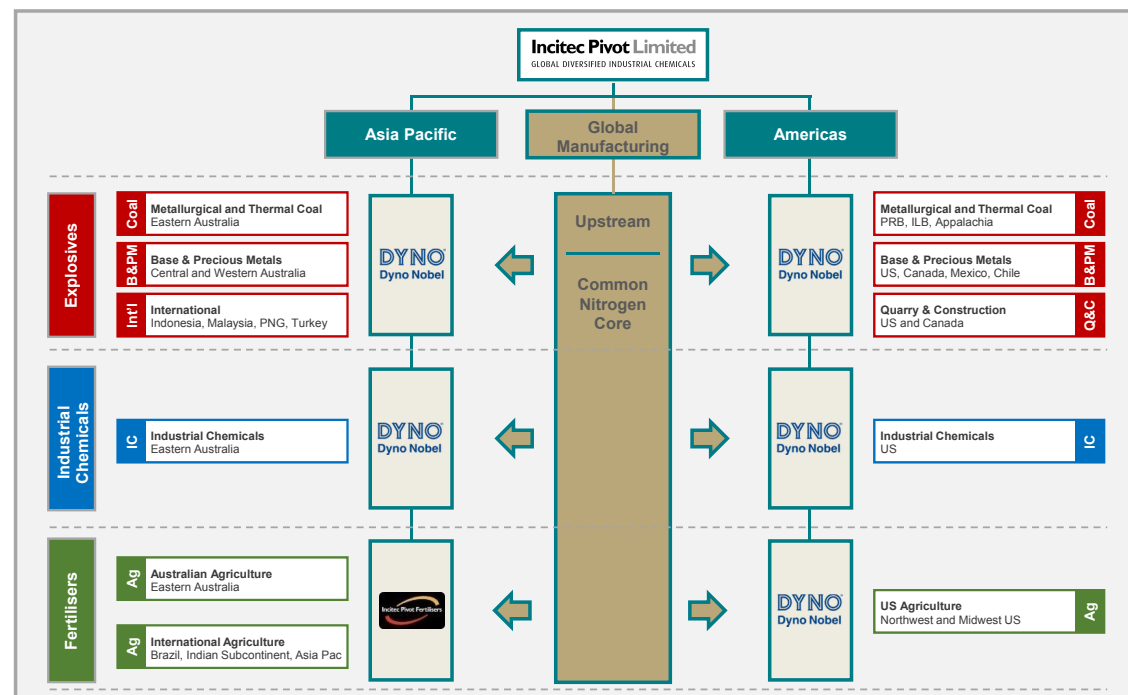 Incitec Pivot Limited
GLOBAL DIVERSIFIED INDUSTRIAL CHEMICALS
Asia Pacific
Global
Manufacturing
Americas
Explosives
Coal
Metallurgical and Thermal Coal
Eastern Australia
B&PM
Base & Precious Metals
Central and Western Australia
Int'l
International
Indonesia, Malaysia, PNG, Turkey
DYNO
Dyno Nobel
Upstream
Common
Nitrogen
Core
DYNO
Dyno Nobel
Metallurgical and Thermal Coal
PRB, ILB, Appalachia
Coal
Base & Precious Metals
US, Canada, Mexico, Chile
B&PM
Quarry & Construction
US and Canada
Q&C
Industrial
Chemicals
IC
Industrial Chemicals
Eastern Australia
DYNO
Dyno Nobel
DYNO
Dyno Nobel
Industrial Chemicals
US
IC
Fertilisers
Ag
Australian Agriculture
Eastern Australia
Ag
International Agriculture
Brazil, Indian Subcontinent, Asia Pac
Incitec Pivot Fertilisers
DYNO
Dyno Nobel
US Agriculture
Northwest and Midwest US
Ag